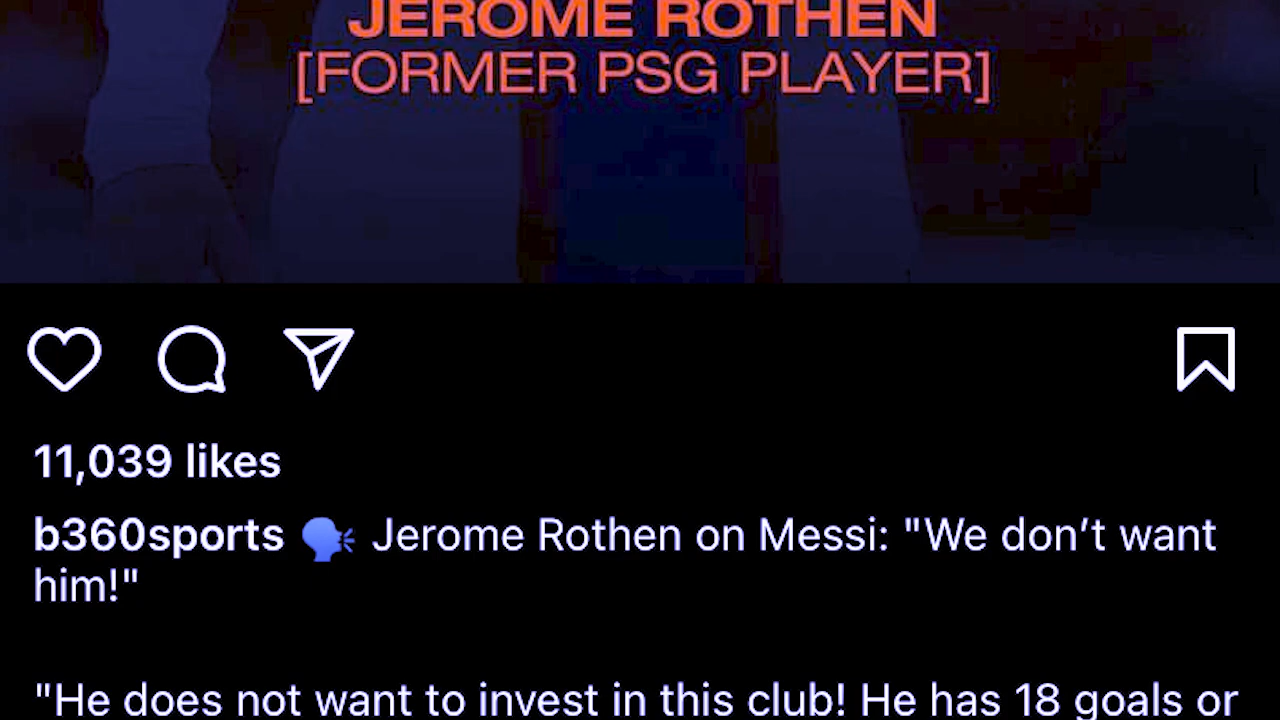 JEROME ROTHEN
[FORMER PSG PLAYER]
11,039 likes
b360sports 🗣 Jerome Rothen on Messi: "We don’t want
him!"
"He does not want to invest in this club! He has 18 goals or